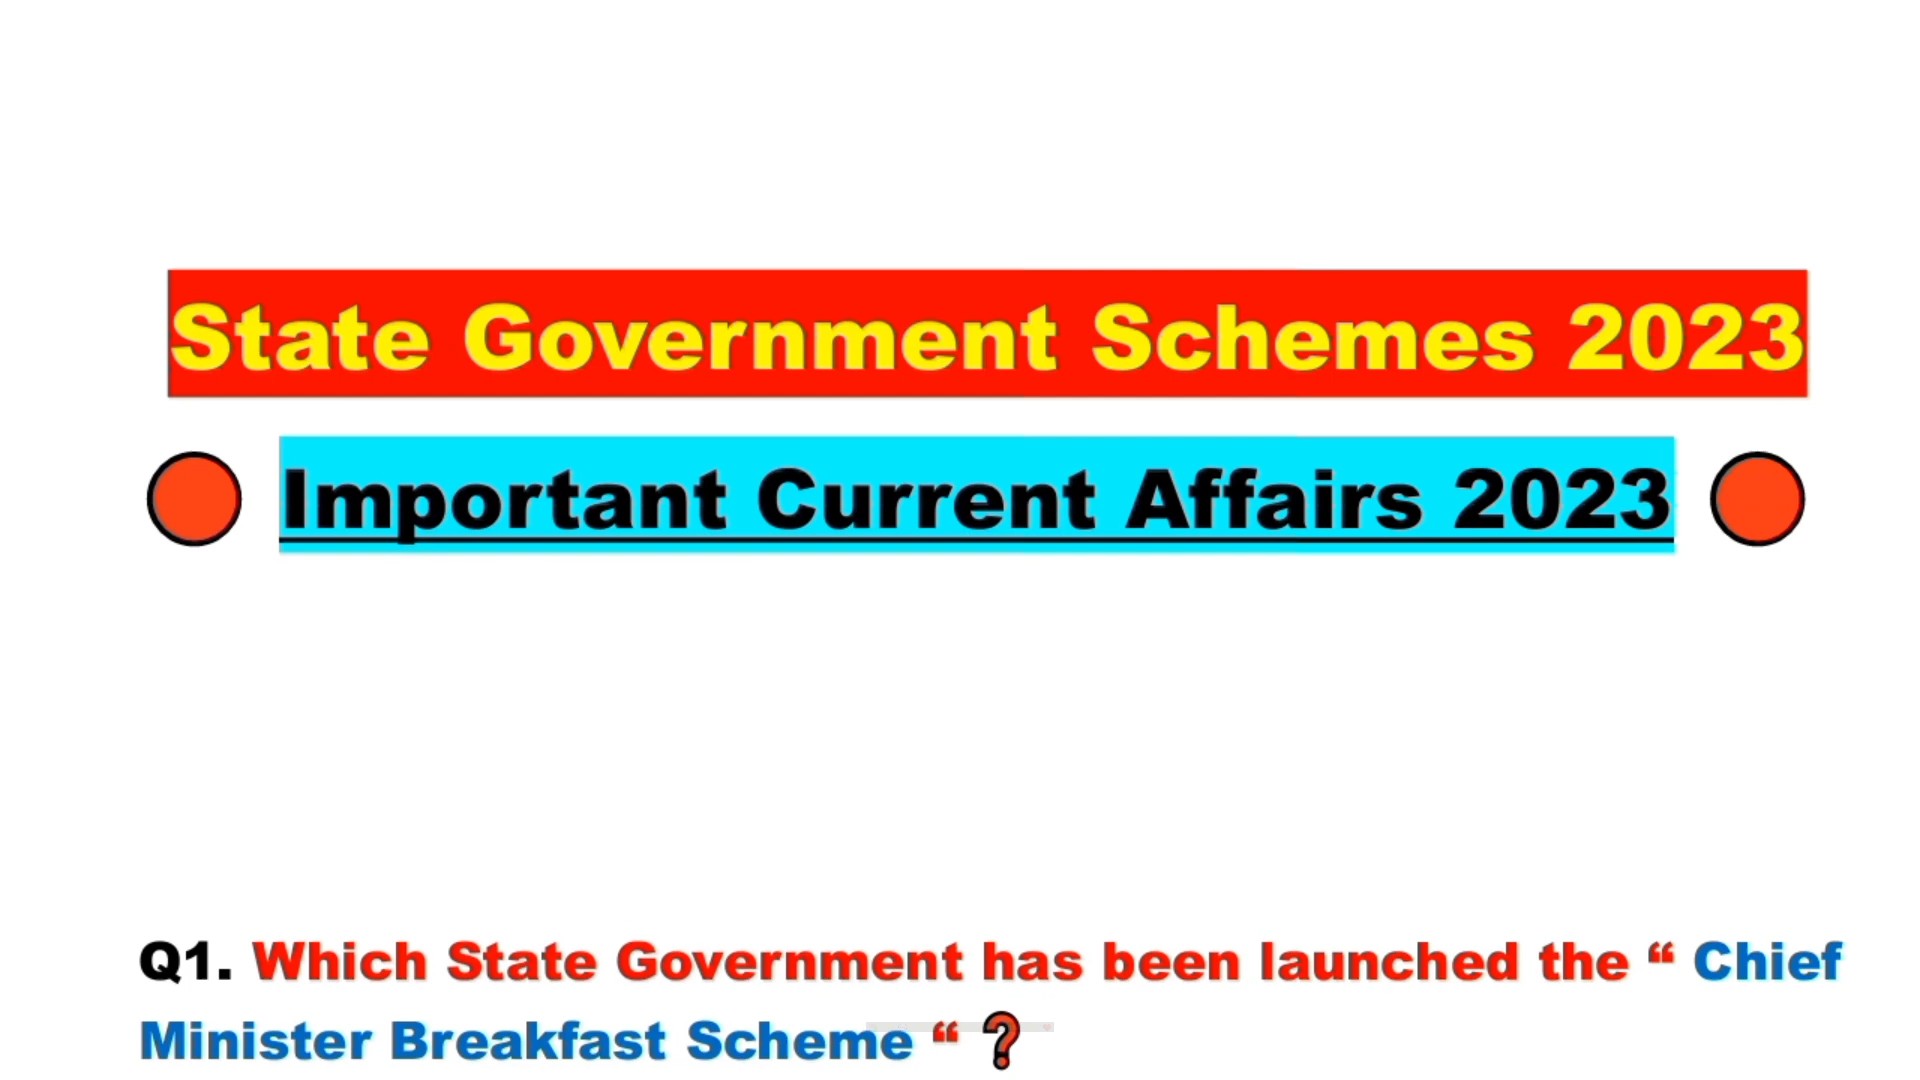 State Government Schemes 2023
Important Current Affairs 2023
Q1. Which State Government has been launched the “ Chief
Minister Breakfast Scheme “ ❓